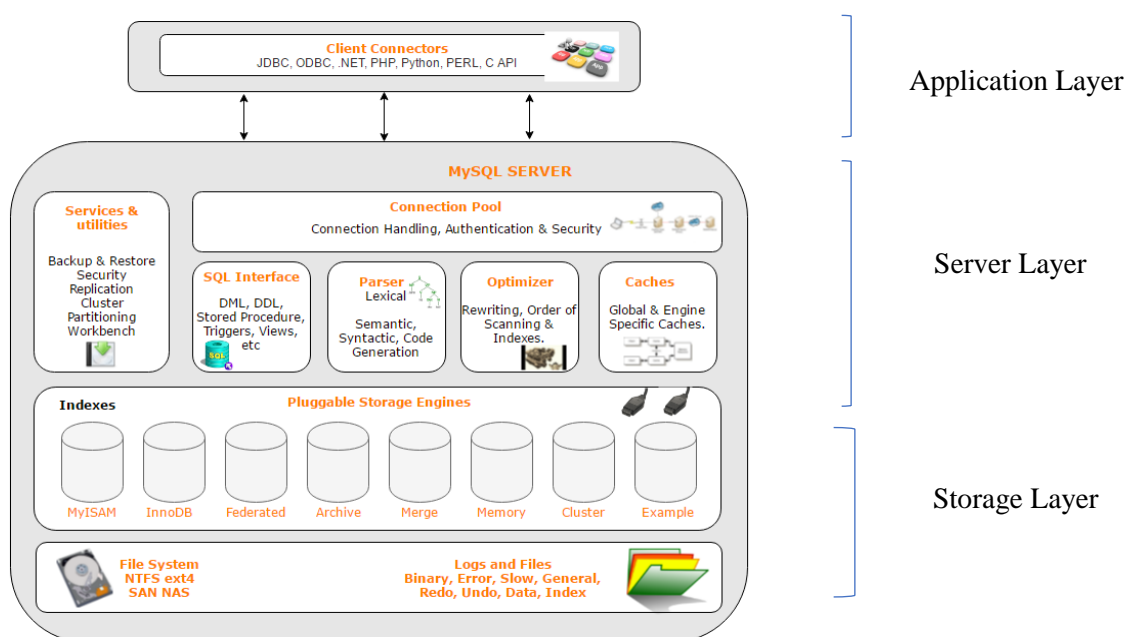 Client Connectors
JDBC, ODBC, .NET, PHP, Python, PERL, C API
Application Layer
MySQL SERVER
Services &
utilities
Backup & Restore
Security
Replication
Cluster
Partitioning
Workbench
Connection Pool
Connection Handling, Authentication & Security
SQL Interface
DML, DDL,
Stored Procedure,
Triggers, Views,
etc
SQL
Parser
Lexical
Semantic,
Syntactic, Code
Generation
Optimizer
Rewriting, Order of
Scanning &
Indexes.
Caches
Global & Engine
Specific Caches.
Server Layer
Indexes
Pluggable Storage Engines
MyISAM
InnoDB
Federated
Archive
Merge
Memory
Cluster
Example
Storage Layer
File System
NTFS ext4
SAN NAS
Logs and Files
Binary, Error, Slow, General,
Redo, Undo, Data, Index